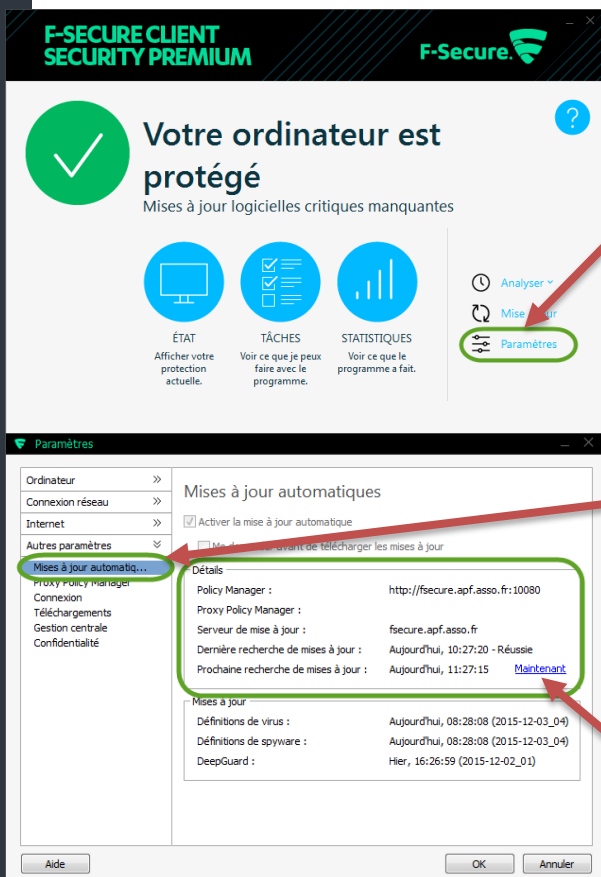 F-SECURE CLIENT
SECURITY PREMIUM
F-Secure.
Votre ordinateur est
protégé
Mises à jour logicielles critiques manquantes
?
Analyser
Mise
Paramètres
ÉTAT
Afficher votre
protection
actuelle.
TÂCHES
Voir ce que je peux
faire avec le
programme.
STATISTIQUES
Voir ce que le
programme a fait.
Paramètres
Ordinateur
Connexion réseau
Internet
Autres paramètres
Mises à jour automatiq...
Proxy Policy Manager
Connexion
Téléchargements
Gestion centrale
Confidentialité
Mises à jour automatiques
Activer la mise à jour automatique
avant de télécharger les mises à jour
Détails
Policy Manager : http://fsecure.apf.asso.fr:10080
Proxy Policy Manager :
Serveur de mise à jour : fsecure.apf.asso.fr
Dernière recherche de mises à jour : Aujourd'hui, 10:27:20 - Réussie
Prochaine recherche de mises à jour : Aujourd'hui, 11:27:15 Maintenant
Mises à jour
Définitions de virus : Aujourd'hui, 08:28:08 (2015-12-03_04)
Définitions de spyware : Aujourd'hui, 08:28:08 (2015-12-03_04)
DeepGuard : Hier, 16:26:59 (2015-12-02_01)
Aide
OK
Annuler